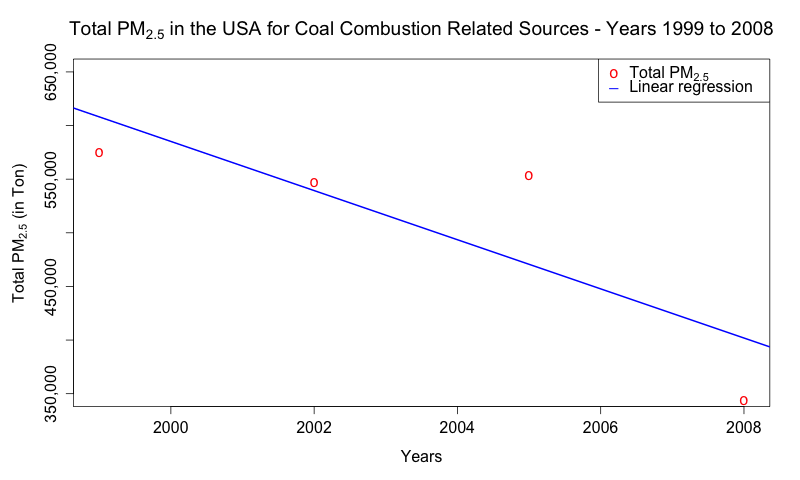 Total PM2.5 in the USA for Coal Combustion Related Sources - Years 1999 to 2008
o Total PM2.5
– Linear regression
Total PM2.5 (in Ton)
650,000
550,000
450,000
350,000
2000 2002 2004 2006 2008
Years